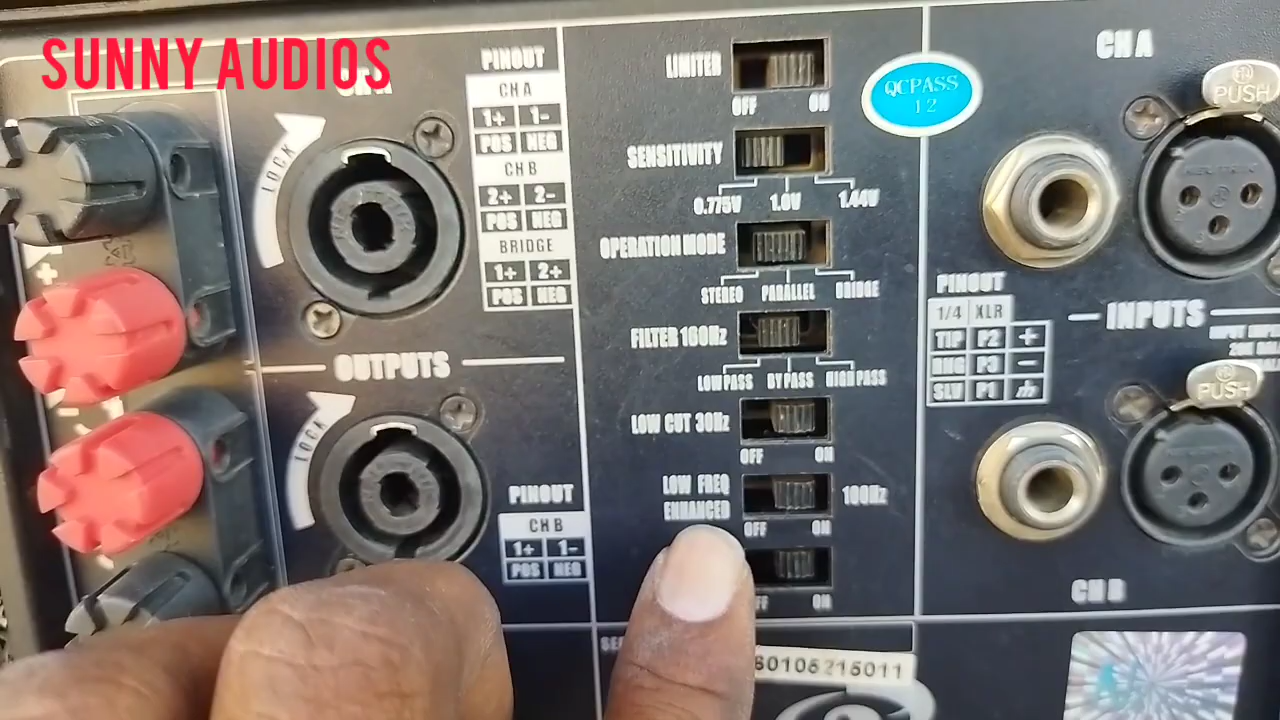 SUNNY AUDIOS
LOCK
PINOUT
CH A
1+ 1-
POS NEG
CH B
2+ 2-
POS NEG
BRIDGE
1+ 2+
POS NEG
OUTPUTS
LOCK
PINOUT
CH B
1+ 1-
POS NEG
LIMITER
OFF ON
SENSITIVITY
0.775V 1.0V 1.44V
OPERATION MODE
STEREO PARALLEL BRIDGE
FILTER 160Hz
LOW PASS BY PASS HIGH PASS
LOW CUT 30Hz
OFF ON
LOW FREQ
ENHANCED
100Hz
OFF ON
ON
QCPASS
12
CH A
PUSH
PINOUT
1/4 XLR
TIP P2 +
RNG P3 -
SLV P1
INPUTS
PUSH
CH B
60105215011